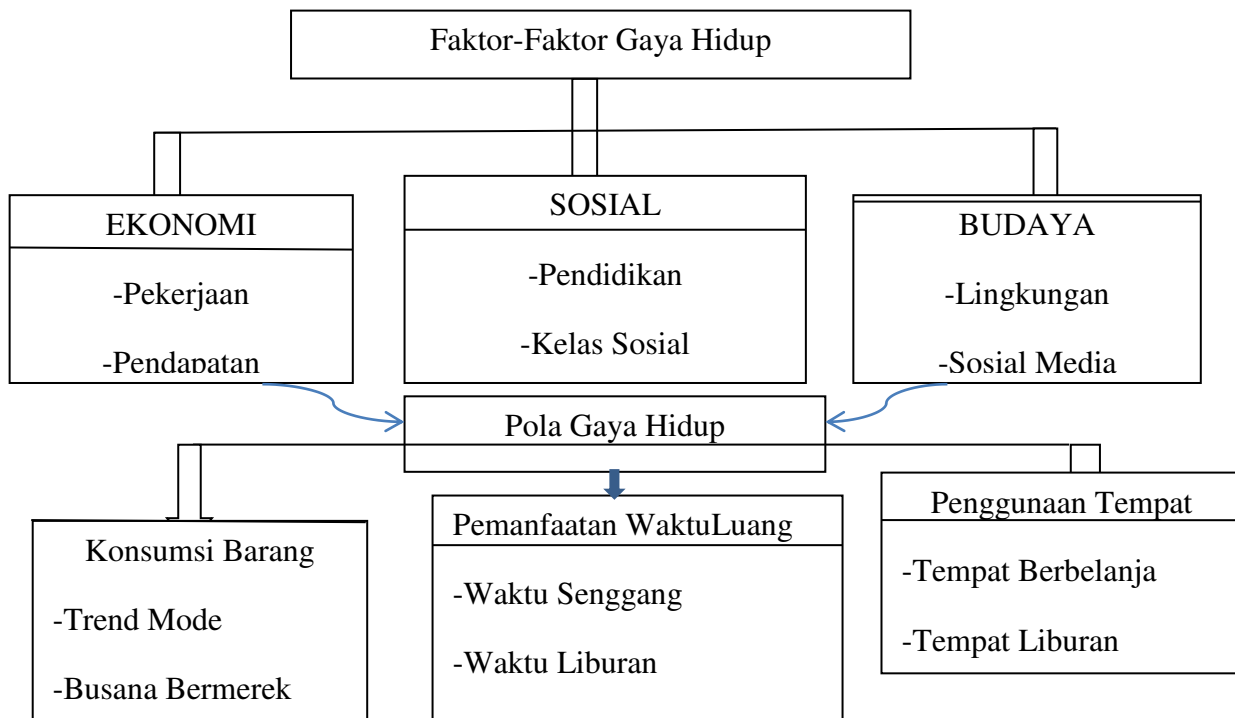 Faktor-Faktor Gaya Hidup
EKONOMI
-Pekerjaan
-Pendapatan
SOSIAL
-Pendidikan
-Kelas Sosial
BUDAYA
-Lingkungan
-Sosial Media
Pola Gaya Hidup
Konsumsi Barang
-Trend Mode
-Busana Bermerek
Pemanfaatan WaktuLuang
-Waktu Senggang
-Waktu Liburan
Penggunaan Tempat
-Tempat Berbelanja
-Tempat Liburan